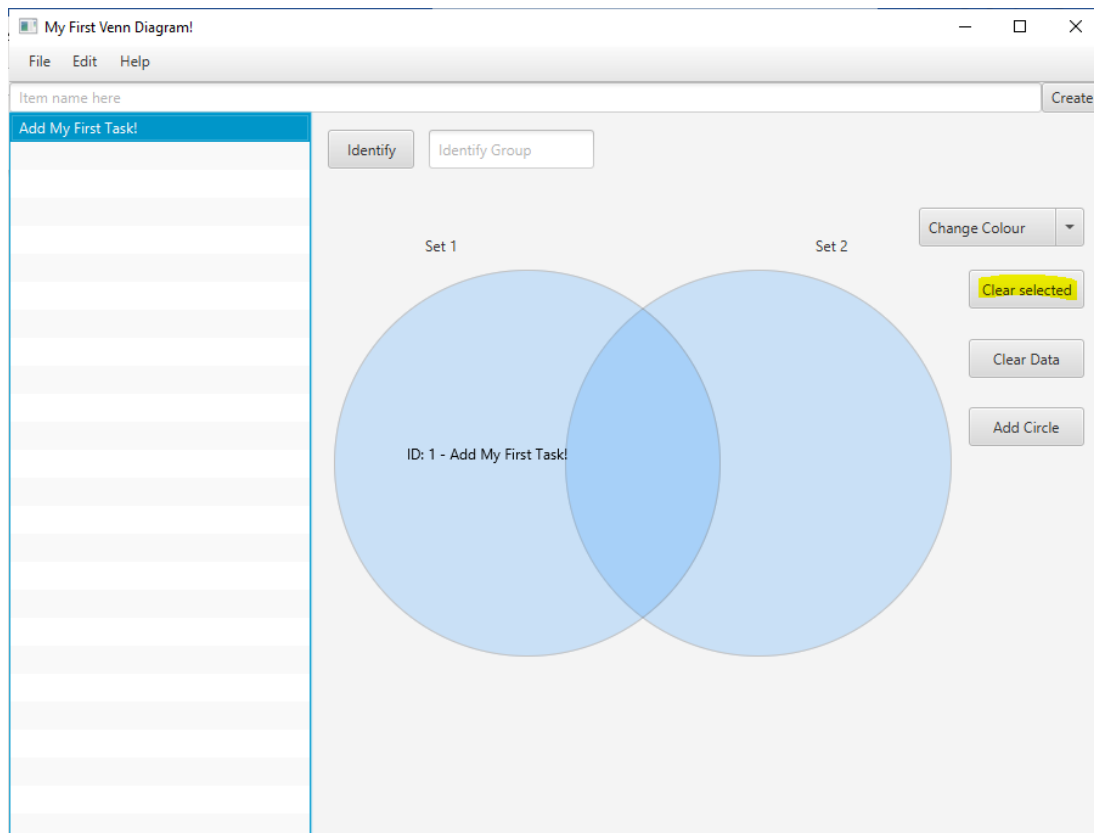 My First Venn Diagram!
File Edit Help
Item name here
Create
Add My First Task!
Identify
Identify Group
Change Colour
Set 1
Set 2
Clear selected
Clear Data
Add Circle
ID: 1 - Add My First Task!